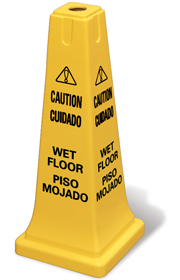 CAUTION
CUIDADO
WET
FLOOR
PISO
MOJADO
CAUTION
CUIDADO
WET
FLOOR
PISO
MOJADO